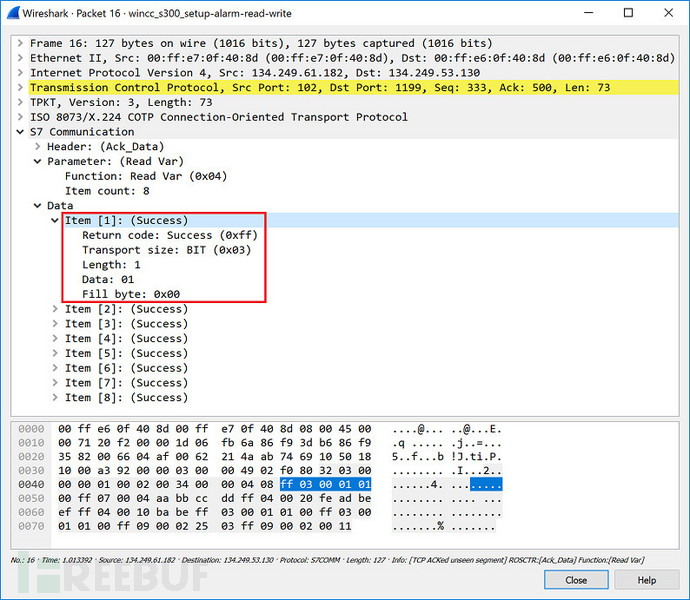 Wireshark · Packet 16 · wincc_s300_setup-alarm-read-write
Frame 16: 127 bytes on wire (1016 bits), 127 bytes captured (1016 bits)
Ethernet II, Src: 00:ff:e7:0f:40:8d (00:ff:e7:0f:40:8d), Dst: 00:ff:e6:0f:40:8d (00:ff:e6:0f:40:8d)
Internet Protocol Version 4, Src: 134.249.61.182, Dst: 134.249.53.130
Transmission Control Protocol, Src Port: 102, Dst Port: 1199, Seq: 333, Ack: 500, Len: 73
TPKT, Version: 3, Length: 73
ISO 8073/X.224 COTP Connection-Oriented Transport Protocol
S7 Communication
Header: (Ack_Data)
Parameter: (Read Var)
Function: Read Var (0x04)
Item count: 8
Data
Item [1]: (Success)
Return code: Success (0xff)
Transport size: BIT (0x03)
Length: 1
Data: 01
Fill byte: 0x00
Item [2]: (Success)
Item [3]: (Success)
Item [4]: (Success)
Item [5]: (Success)
Item [6]: (Success)
Item [7]: (Success)
Item [8]: (Success)
0000 00 ff e6 0f 40 8d 00 ff e7 0f 40 8d 08 00 45 00 ....@... ..@...E.
0010 00 71 20 f2 00 00 1d 06 fb 6a 86 f9 3d b6 86 f9 .q ..... .j..=...
0020 35 82 00 66 04 af 00 62 21 4a ab 74 69 10 50 18 5..f...b !J.ti.P.
0030 10 00 a3 92 00 00 03 00 00 49 02 f0 80 32 03 00 ........ .I...2..
0040 00 00 01 00 02 00 34 00 00 04 08 ff 03 00 01 01 ......4. ........
0050 00 ff 07 00 04 aa bb cc dd ff 04 00 20 fe ad be ........ .... ...
0060 ef ff 04 00 10 ba be ff 03 00 01 01 00 ff 03 00 ........ ........
0070 01 01 00 ff 09 00 02 25 03 ff 09 00 02 00 11 .......% .......
No.: 16 · Time: 1.013392 · Source: 134.249.61.182 · Destination: 134.249.53.130 · Protocol: S7COMM · Length: 127 · Info: [TCP ACKed unseen segment] ROSCTR:[Ack_Data] Function:[Read Var]
FREEBUF
Close
Help